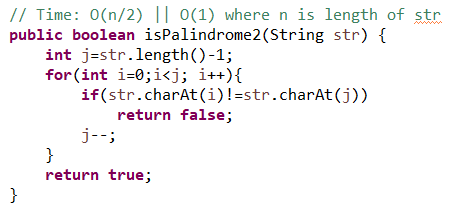 // Time: O(n/2) || O(1) where n is length of str
public boolean isPalindrome2(String str) {
    int j=str.length()-1;
    for(int i=0;i<j; i++){
        if(str.charAt(i)!=str.charAt(j))
            return false;
        j--;
    }
    return true;
}